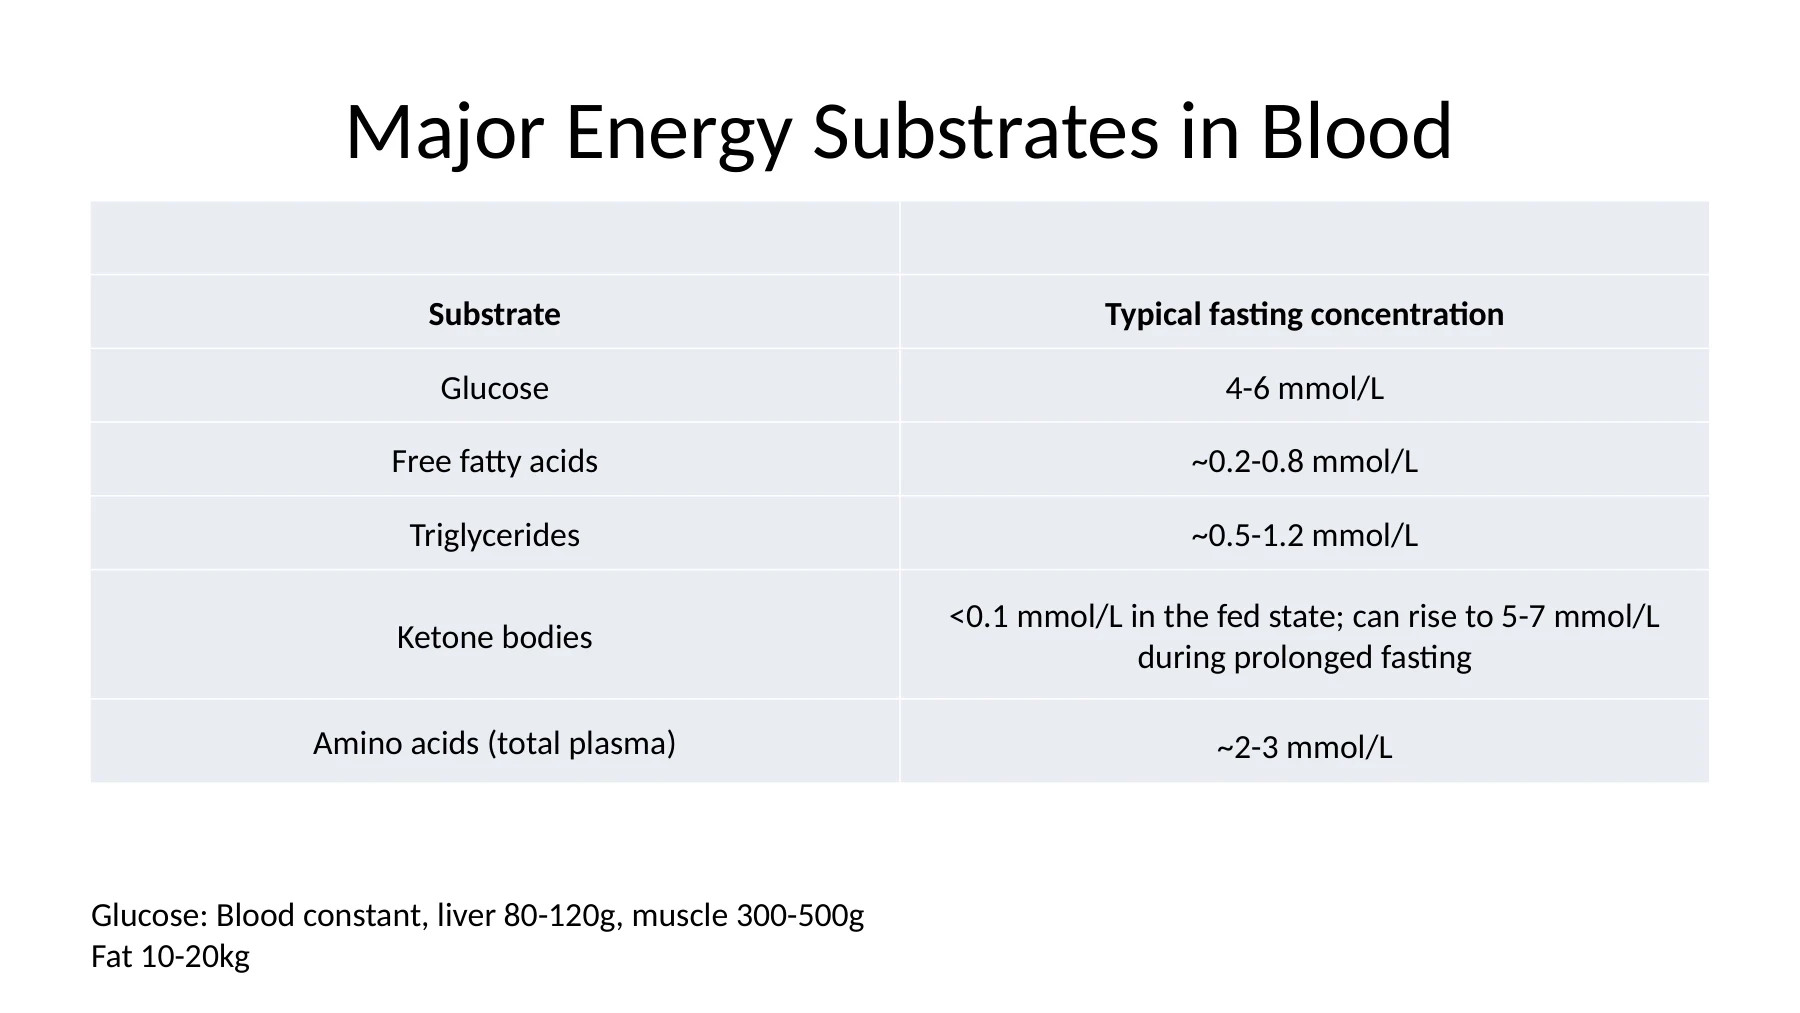 Major Energy Substrates in Blood
Substrate
Typical fasting concentration
Glucose
4-6 mmol/L
Free fatty acids
~0.2-0.8 mmol/L
Triglycerides
~0.5-1.2 mmol/L
Ketone bodies
<0.1 mmol/L in the fed state; can rise to 5-7 mmol/L
during prolonged fasting
Amino acids (total plasma)
~2-3 mmol/L
Glucose: Blood constant, liver 80-120g, muscle 300-500g
Fat 10-20kg